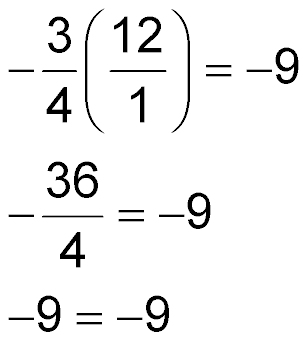 −3/4(12/1) = −9
−36/4 = −9
−9 = −9